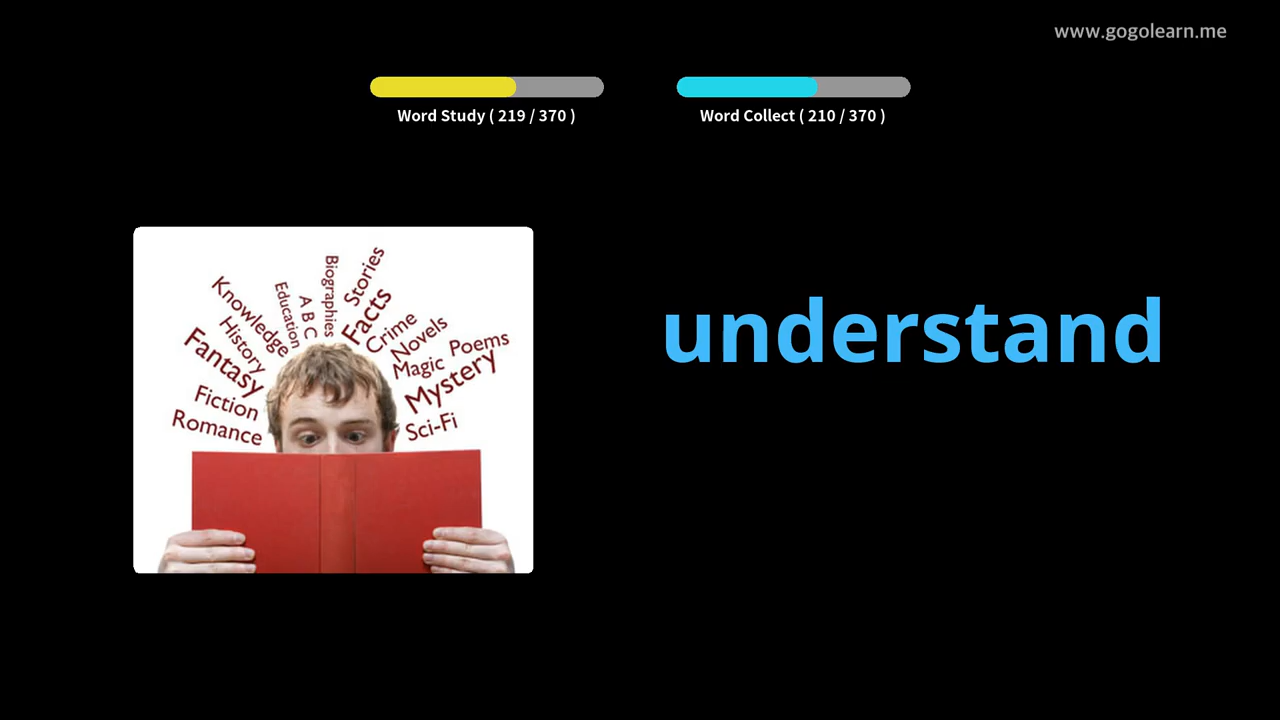 www.gogolearn.me
Word Study ( 219 / 370 )
Word Collect ( 210 / 370 )
understand
Biographies
Stories
Education
A B C
Facts
Knowledge
Crime
History
Novels
Poems
Fantasy
Magic
Mystery
Fiction
Romance
Sci-Fi